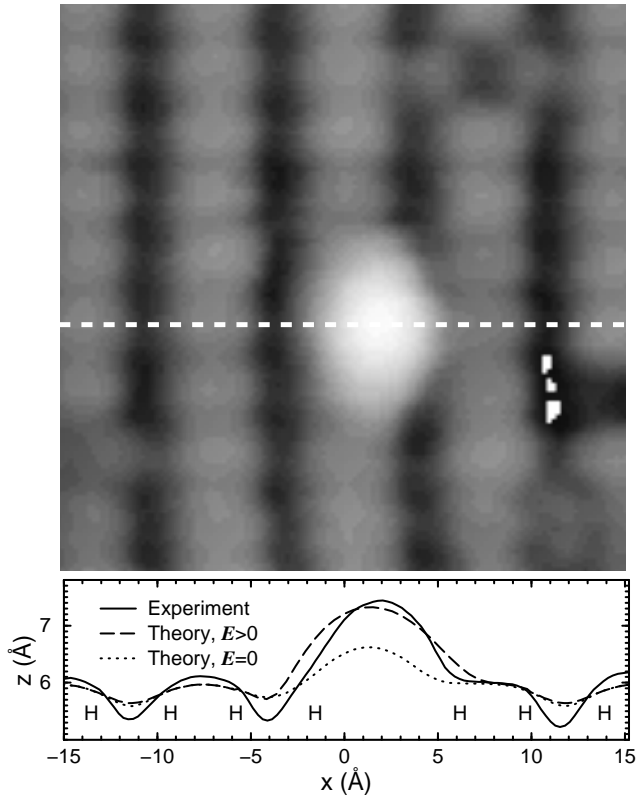 Experiment
Theory, E>0
Theory, E=0
z (Å)
7
6
H H H H H H H
−15 −10 −5 0 5 10 15
x (Å)